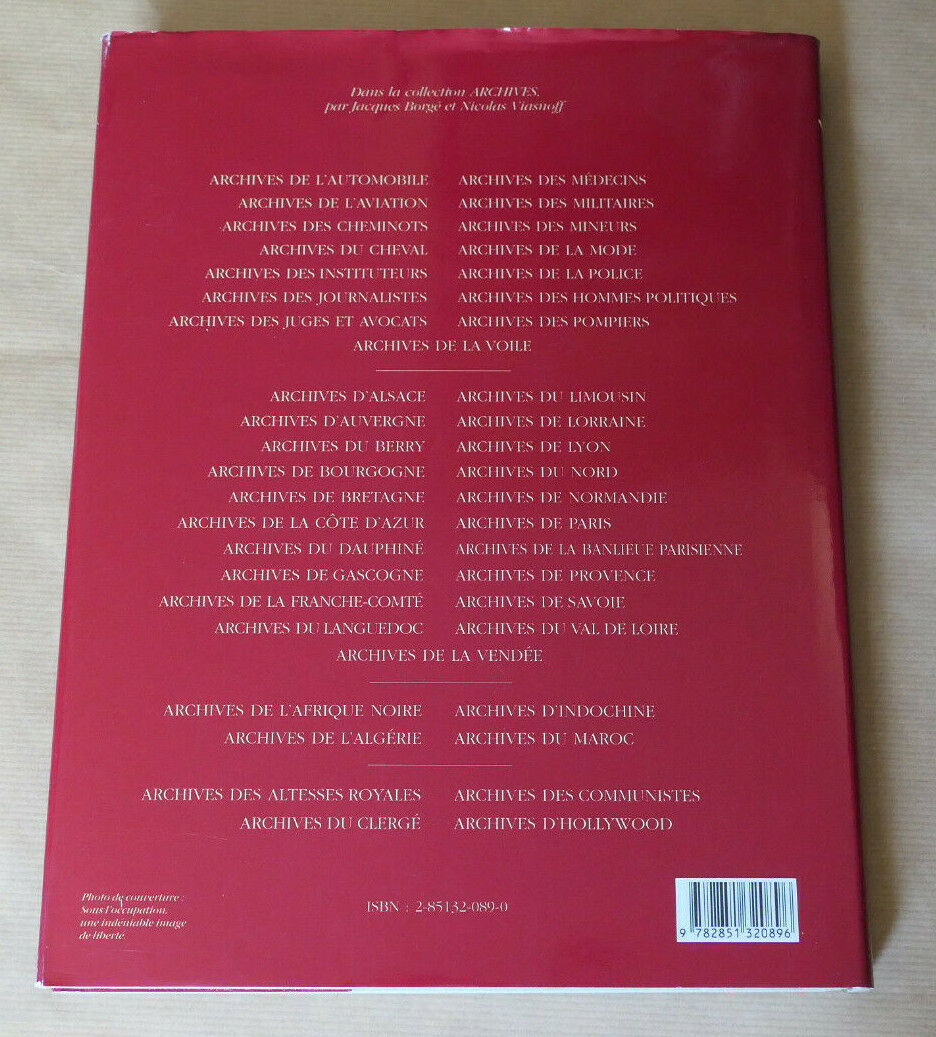 Dans la collection ARCHIVES,
par Jacques Borgé et Nicolas Viasnoff
ARCHIVES DE L'AUTOMOBILE ARCHIVES DES MÉDECINS
ARCHIVES DE L'AVIATION ARCHIVES DES MILITAIRES
ARCHIVES DES CHEMINOTS ARCHIVES DES MINEURS
ARCHIVES DU CHEVAL ARCHIVES DE LA MODE
ARCHIVES DES INSTITUTEURS ARCHIVES DE LA POLICE
ARCHIVES DES JOURNALISTES ARCHIVES DES HOMMES POLITIQUES
ARCHIVES DES JUGES ET AVOCATS ARCHIVES DES POMPIERS
ARCHIVES DE LA VOILE
ARCHIVES D'ALSACE ARCHIVES DU LIMOUSIN
ARCHIVES D'AUVERGNE ARCHIVES DE LORRAINE
ARCHIVES DU BERRY ARCHIVES DE LYON
ARCHIVES DE BOURGOGNE ARCHIVES DU NORD
ARCHIVES DE BRETAGNE ARCHIVES DE NORMANDIE
ARCHIVES DE LA CÔTE D'AZUR ARCHIVES DE PARIS
ARCHIVES DU DAUPHINÉ ARCHIVES DE LA BANLIEUE PARISIENNE
ARCHIVES DE GASCOGNE ARCHIVES DE PROVENCE
ARCHIVES DE LA FRANCHE-COMTÉ ARCHIVES DE SAVOIE
ARCHIVES DU LANGUEDOC ARCHIVES DU VAL DE LOIRE
ARCHIVES DE LA VENDÉE
ARCHIVES DE L'AFRIQUE NOIRE ARCHIVES D'INDOCHINE
ARCHIVES DE L'ALGÉRIE ARCHIVES DU MAROC
ARCHIVES DES ALTESSES ROYALES ARCHIVES DES COMMUNISTES
ARCHIVES DU CLERGÉ ARCHIVES D'HOLLYWOOD
Photo de couverture :
Sous l'occupation,
une indéniable image
de liberté.
ISBN : 2-85132-089-0
9 782851 320896